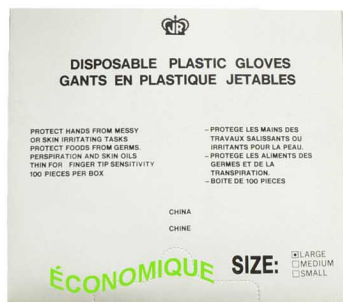 JR
DISPOSABLE PLASTIC GLOVES
GANTS EN PLASTIQUE JETABLES
PROTECT HANDS FROM MESSY
OR SKIN IRRITATING TASKS
PROTECT FOODS FROM GERMS.
PERSPIRATION AND SKIN OILS
THIN FOR FINGER TIP SENSITIVITY
100 PIECES PER BOX
– PROTEGE LES MAINS DES
TRAVAUX SALISSANTS OU
IRRITANTS POUR LA PEAU.
– PROTEGE LES ALIMENTS DES
GERMES ET DE LA
TRANSPIRATION.
– BOITE DE 100 PIECES
CHINA
CHINE
ÉCONOMIQUE
SIZE:
LARGE
MEDIUM
SMALL